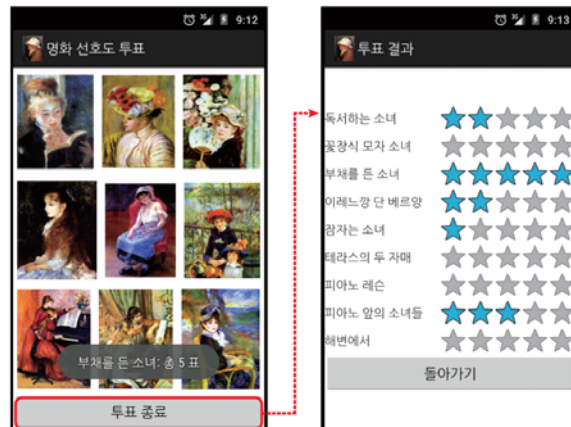 9:12
명화 선호도 투표
부채를 든 소녀: 총 5 표
투표 종료
9:13
투표 결과
독서하는 소녀
꽃장식 모자 소녀
부채를 든 소녀
이레느깡 단 베르양
잠자는 소녀
테라스의 두 자매
피아노 레슨
피아노 앞의 소녀들
해변에서
돌아가기